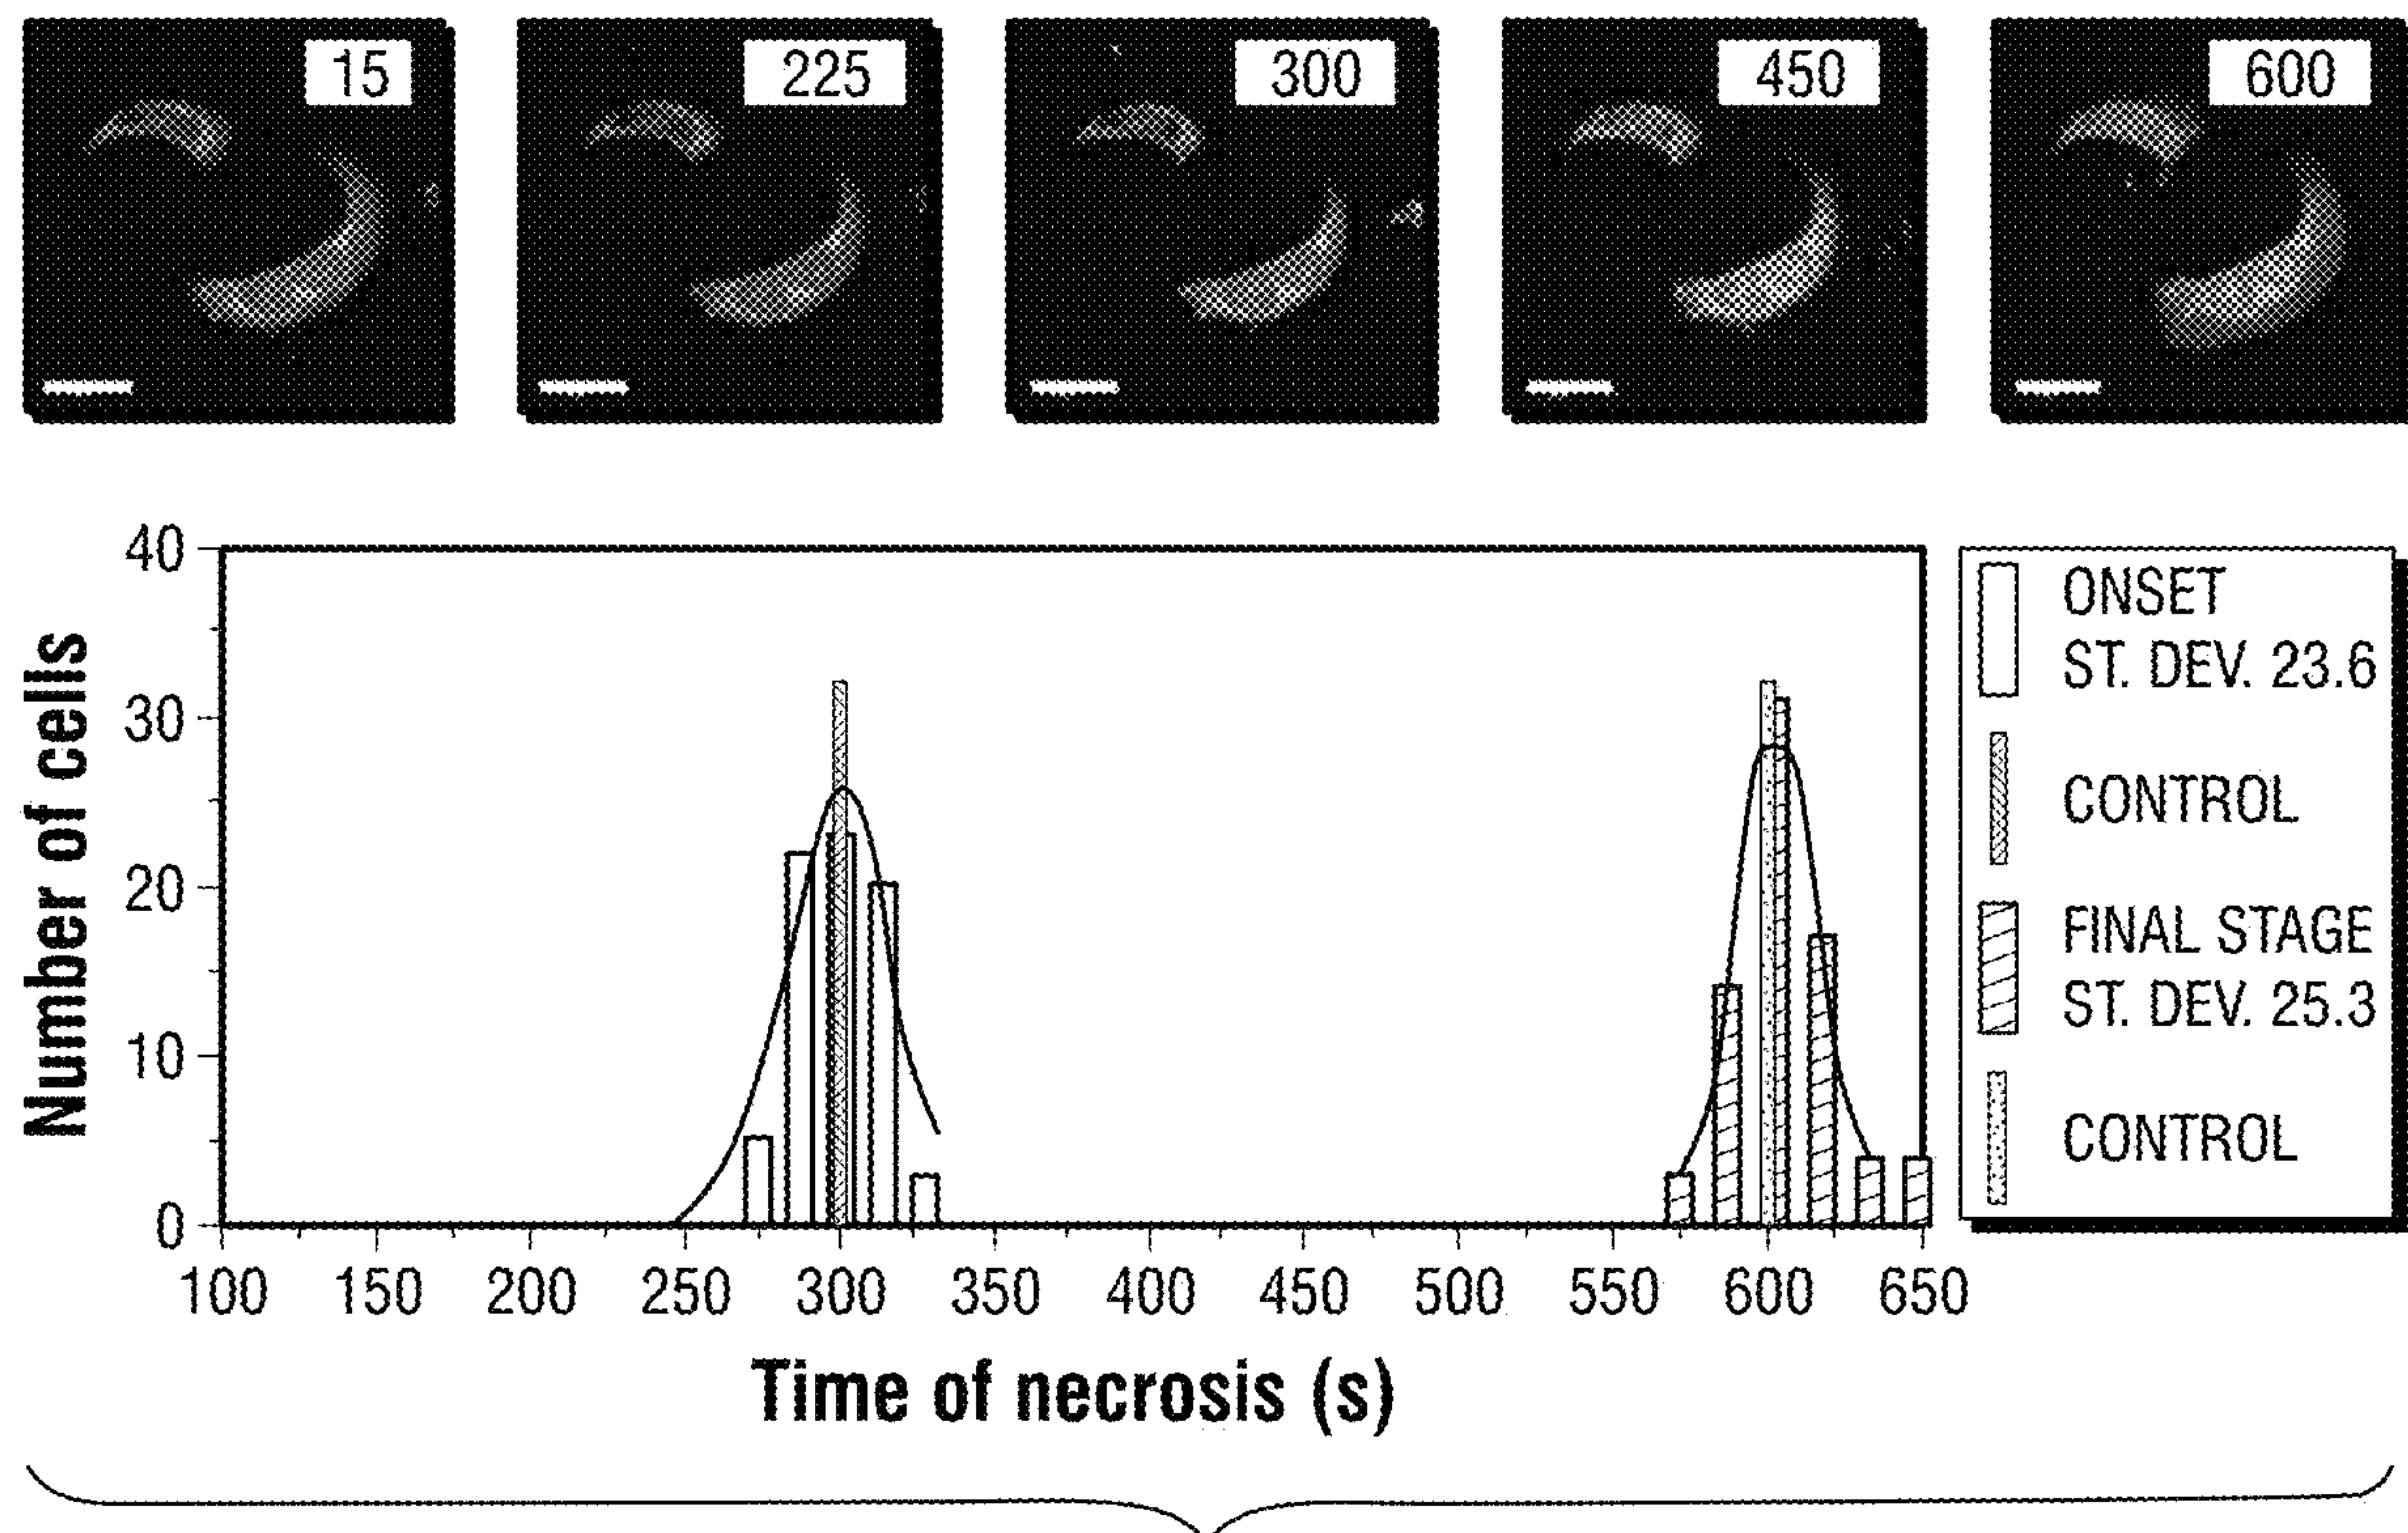 15
225
300
450
600
Number of cells
40
30
20
10
0
100 150 200 250 300 350 400 450 500 550 600 650
Time of necrosis (s)
ONSET
ST. DEV. 23.6
CONTROL
FINAL STAGE
ST. DEV. 25.3
CONTROL